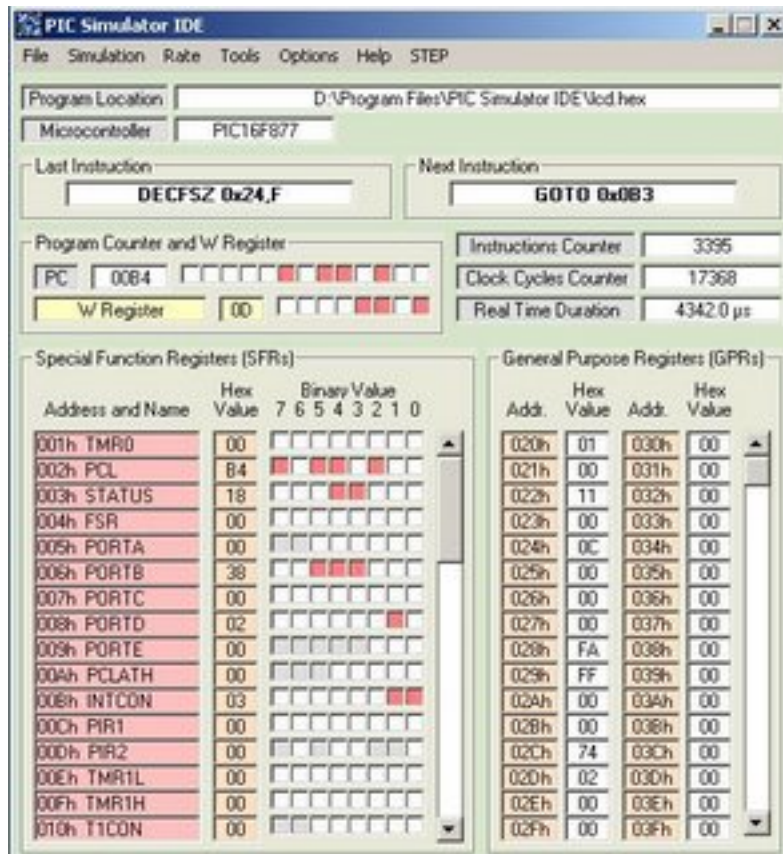 PIC Simulator IDE
File Simulation Rate Tools Options Help STEP
Program Location D:\Program Files\PIC Simulator IDE\lcd.hex
Microcontroller PIC16F877
Last Instruction Next Instruction
DECFSZ 0x24,F GOTO 0x0B3
Program Counter and W Register Instructions Counter 3395
PC 00B4 Clock Cycles Counter 17368
W Register 0D Real Time Duration 4342.0 µs
Special Function Registers (SFRs) General Purpose Registers (GPRs)
Hex Binary Value Hex Hex
Address and Name Value 7 6 5 4 3 2 1 0 Addr. Value Addr. Value
001h TMR0 00 020h 01 030h 00
002h PCL B4 021h 00 031h 00
003h STATUS 18 022h 11 032h 00
004h FSR 00 023h 00 033h 00
005h PORTA 00 024h 0C 034h 00
006h PORTB 38 025h 00 035h 00
007h PORTC 00 026h 00 036h 00
008h PORTD 02 027h 00 037h 00
009h PORTE 00 028h FA 038h 00
00Ah PCLATH 00 029h FF 039h 00
00Bh INTCON 03 02Ah 00 03Ah 00
00Ch PIR1 00 02Bh 00 03Bh 00
00Dh PIR2 00 02Ch 74 03Ch 00
00Eh TMR1L 00 02Dh 02 03Dh 00
00Fh TMR1H 00 02Eh 00 03Eh 00
010h T1CON 00 02Fh 00 03Fh 00